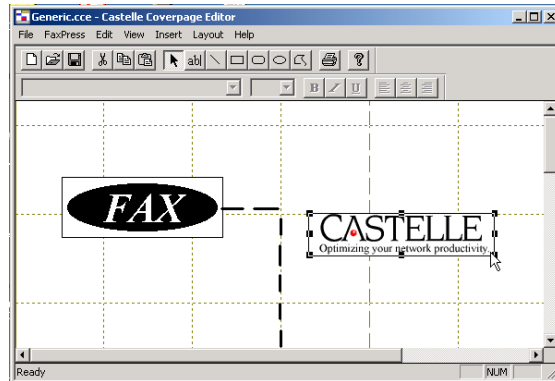 Generic.cce - Castelle Coverpage Editor
File FaxPress Edit View Insert Layout Help
ab
B I U
FAX
CASTELLE
Optimizing your network productivity.
Ready NUM